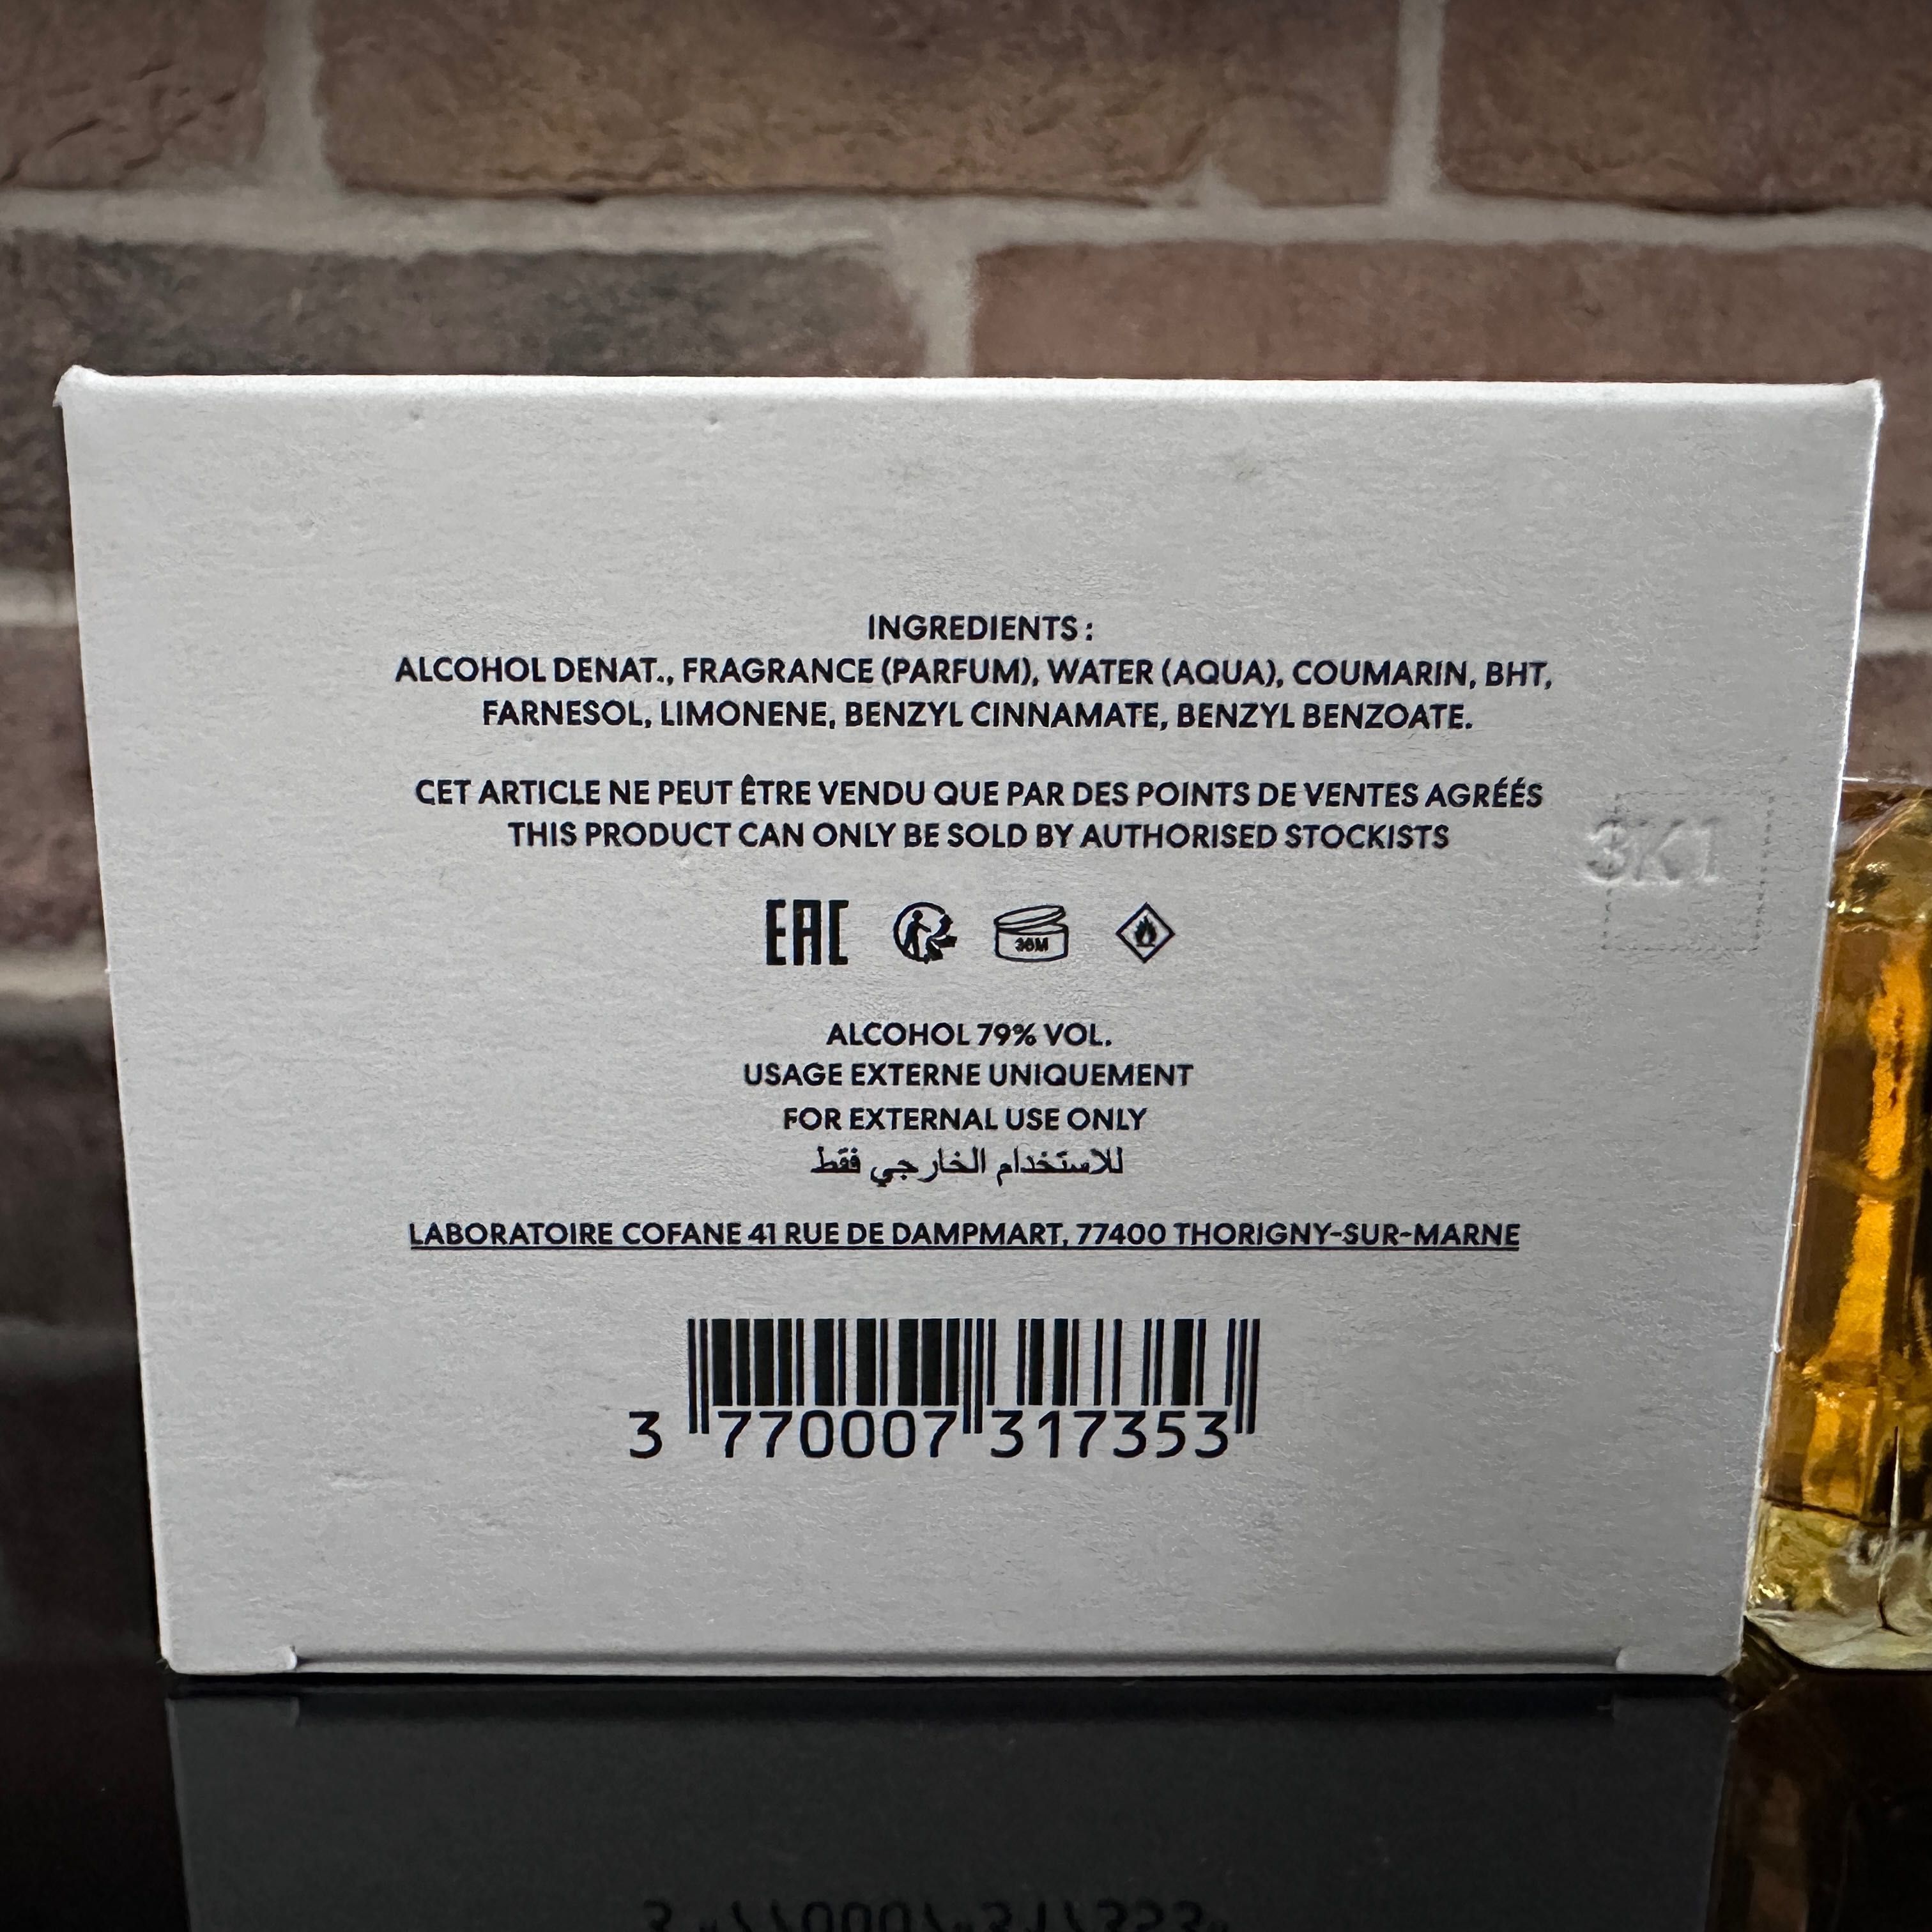 INGREDIENTS :
ALCOHOL DENAT., FRAGRANCE (PARFUM), WATER (AQUA), COUMARIN, BHT,
FARNESOL, LIMONENE, BENZYL CINNAMATE, BENZYL BENZOATE.
CET ARTICLE NE PEUT ÊTRE VENDU QUE PAR DES POINTS DE VENTES AGRÉÉS
THIS PRODUCT CAN ONLY BE SOLD BY AUTHORISED STOCKISTS
3K1
EAC 36M
ALCOHOL 79% VOL.
USAGE EXTERNE UNIQUEMENT
FOR EXTERNAL USE ONLY
للاستخدام الخارجي فقط
LABORATOIRE COFANE 41 RUE DE DAMPMART, 77400 THORIGNY-SUR-MARNE
3 770007 317353